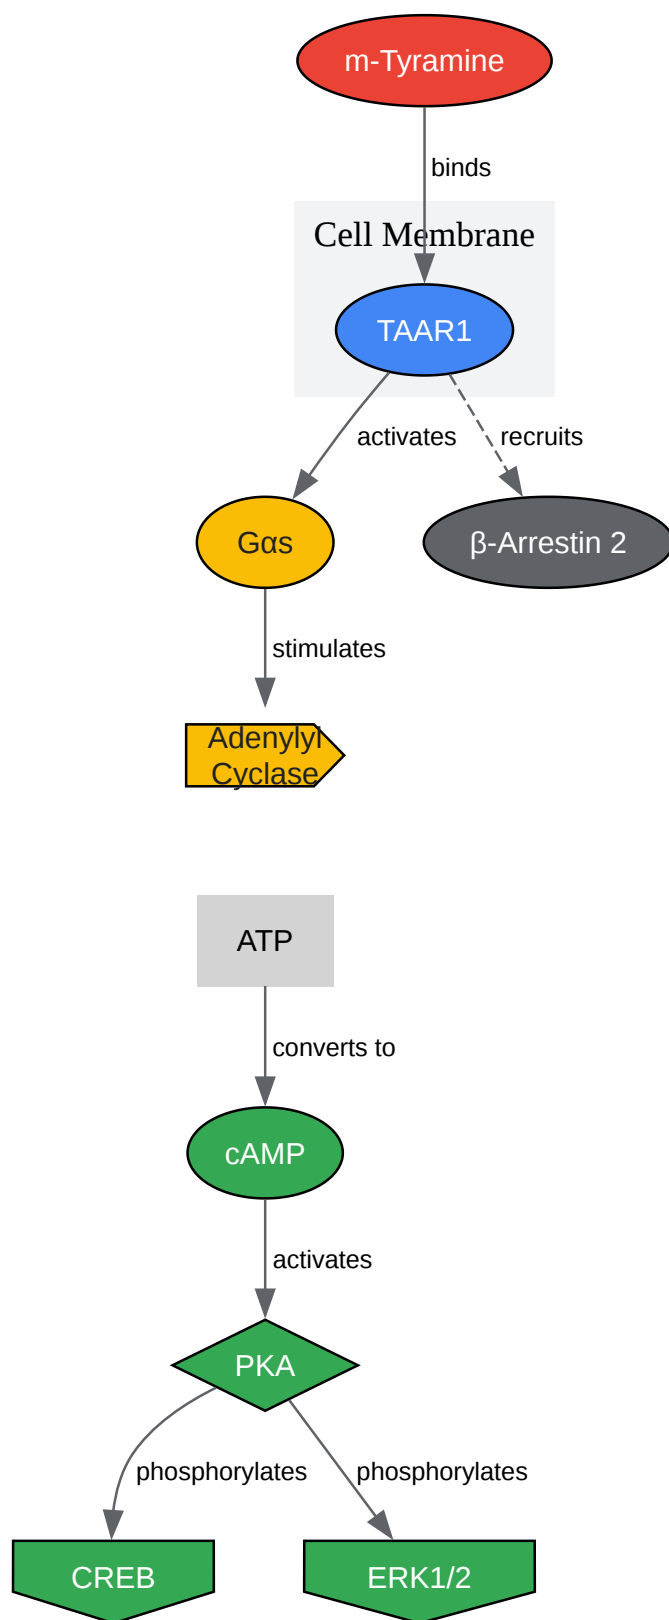 m-Tyramine
binds
Cell Membrane
TAAR1
activates
recruits
Gαs
β-Arrestin 2
stimulates
Adenylyl
Cyclase
ATP
converts to
cAMP
activates
PKA
phosphorylates
phosphorylates
CREB
ERK1/2